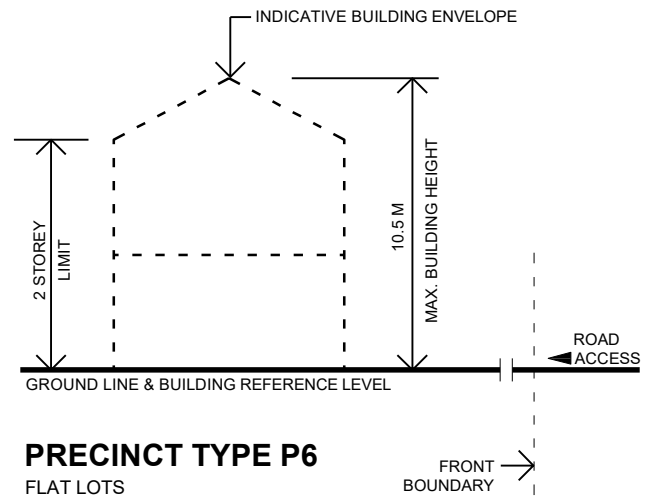 INDICATIVE BUILDING ENVELOPE
2 STOREY
LIMIT
10.5 M
MAX. BUILDING HEIGHT
ROAD
ACCESS
GROUND LINE & BUILDING REFERENCE LEVEL
PRECINCT TYPE P6
FLAT LOTS
FRONT
BOUNDARY